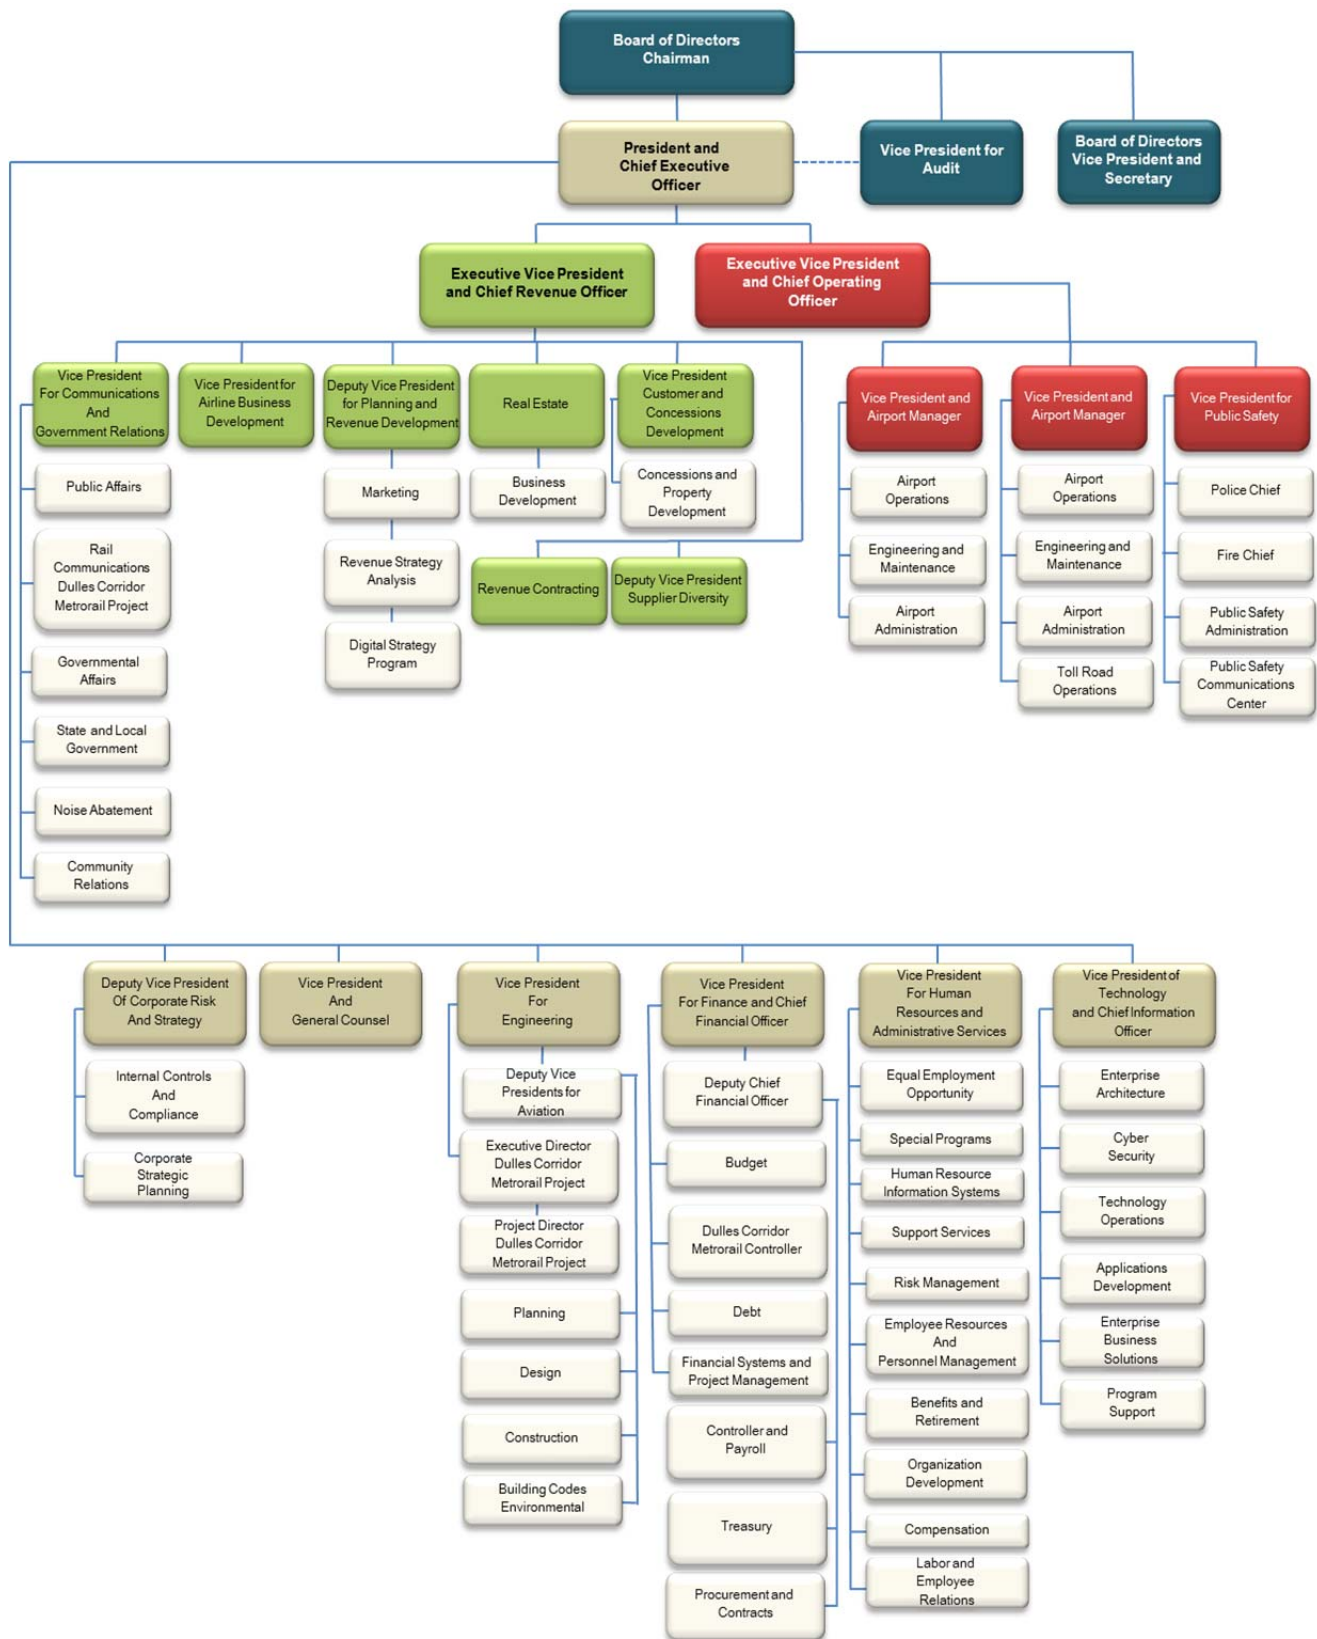 Board of Directors
Chairman
President and
Chief Executive
Officer
Vice President for
Audit
Board of Directors
Vice President and
Secretary
Executive Vice President
and Chief Revenue Officer
Executive Vice President
and Chief Operating
Officer
Vice President
For Communications
And
Government Relations
Public Affairs
Rail
Communications
Dulles Corridor
Metrorail Project
Governmental
Affairs
State and Local
Government
Noise Abatement
Community
Relations
Vice President for
Airline Business
Development
Deputy Vice President
for Planning and
Revenue Development
Marketing
Revenue Strategy
Analysis
Digital Strategy
Program
Real Estate
Business
Development
Vice President
Customer and
Concessions
Development
Concessions and
Property
Development
Revenue Contracting
Deputy Vice President
Supplier Diversity
Vice President and
Airport Manager
Airport
Operations
Engineering and
Maintenance
Airport
Administration
Vice President and
Airport Manager
Airport
Operations
Engineering and
Maintenance
Airport
Administration
Toll Road
Operations
Vice President for
Public Safety
Police Chief
Fire Chief
Public Safety
Administration
Public Safety
Communications
Center
Deputy Vice President
Of Corporate Risk
And Strategy
Internal Controls
And
Compliance
Corporate
Strategic
Planning
Vice President
And
General Counsel
Vice President
For
Engineering
Deputy Vice
Presidents for
Aviation
Executive Director
Dulles Corridor
Metrorail Project
Project Director
Dulles Corridor
Metrorail Project
Planning
Design
Construction
Building Codes
Environmental
Vice President
For Finance and Chief
Financial Officer
Deputy Chief
Financial Officer
Budget
Dulles Corridor
Metrorail Controller
Debt
Financial Systems and
Project Management
Controller and
Payroll
Treasury
Procurement and
Contracts
Vice President
For Human
Resources and
Administrative Services
Equal Employment
Opportunity
Special Programs
Human Resource
Information Systems
Support Services
Risk Management
Employee Resources
And
Personnel Management
Benefits and
Retirement
Organization
Development
Compensation
Labor and
Employee
Relations
Vice President of
Technology
and Chief Information
Officer
Enterprise
Architecture
Cyber
Security
Technology
Operations
Applications
Development
Enterprise
Business
Solutions
Program
Support